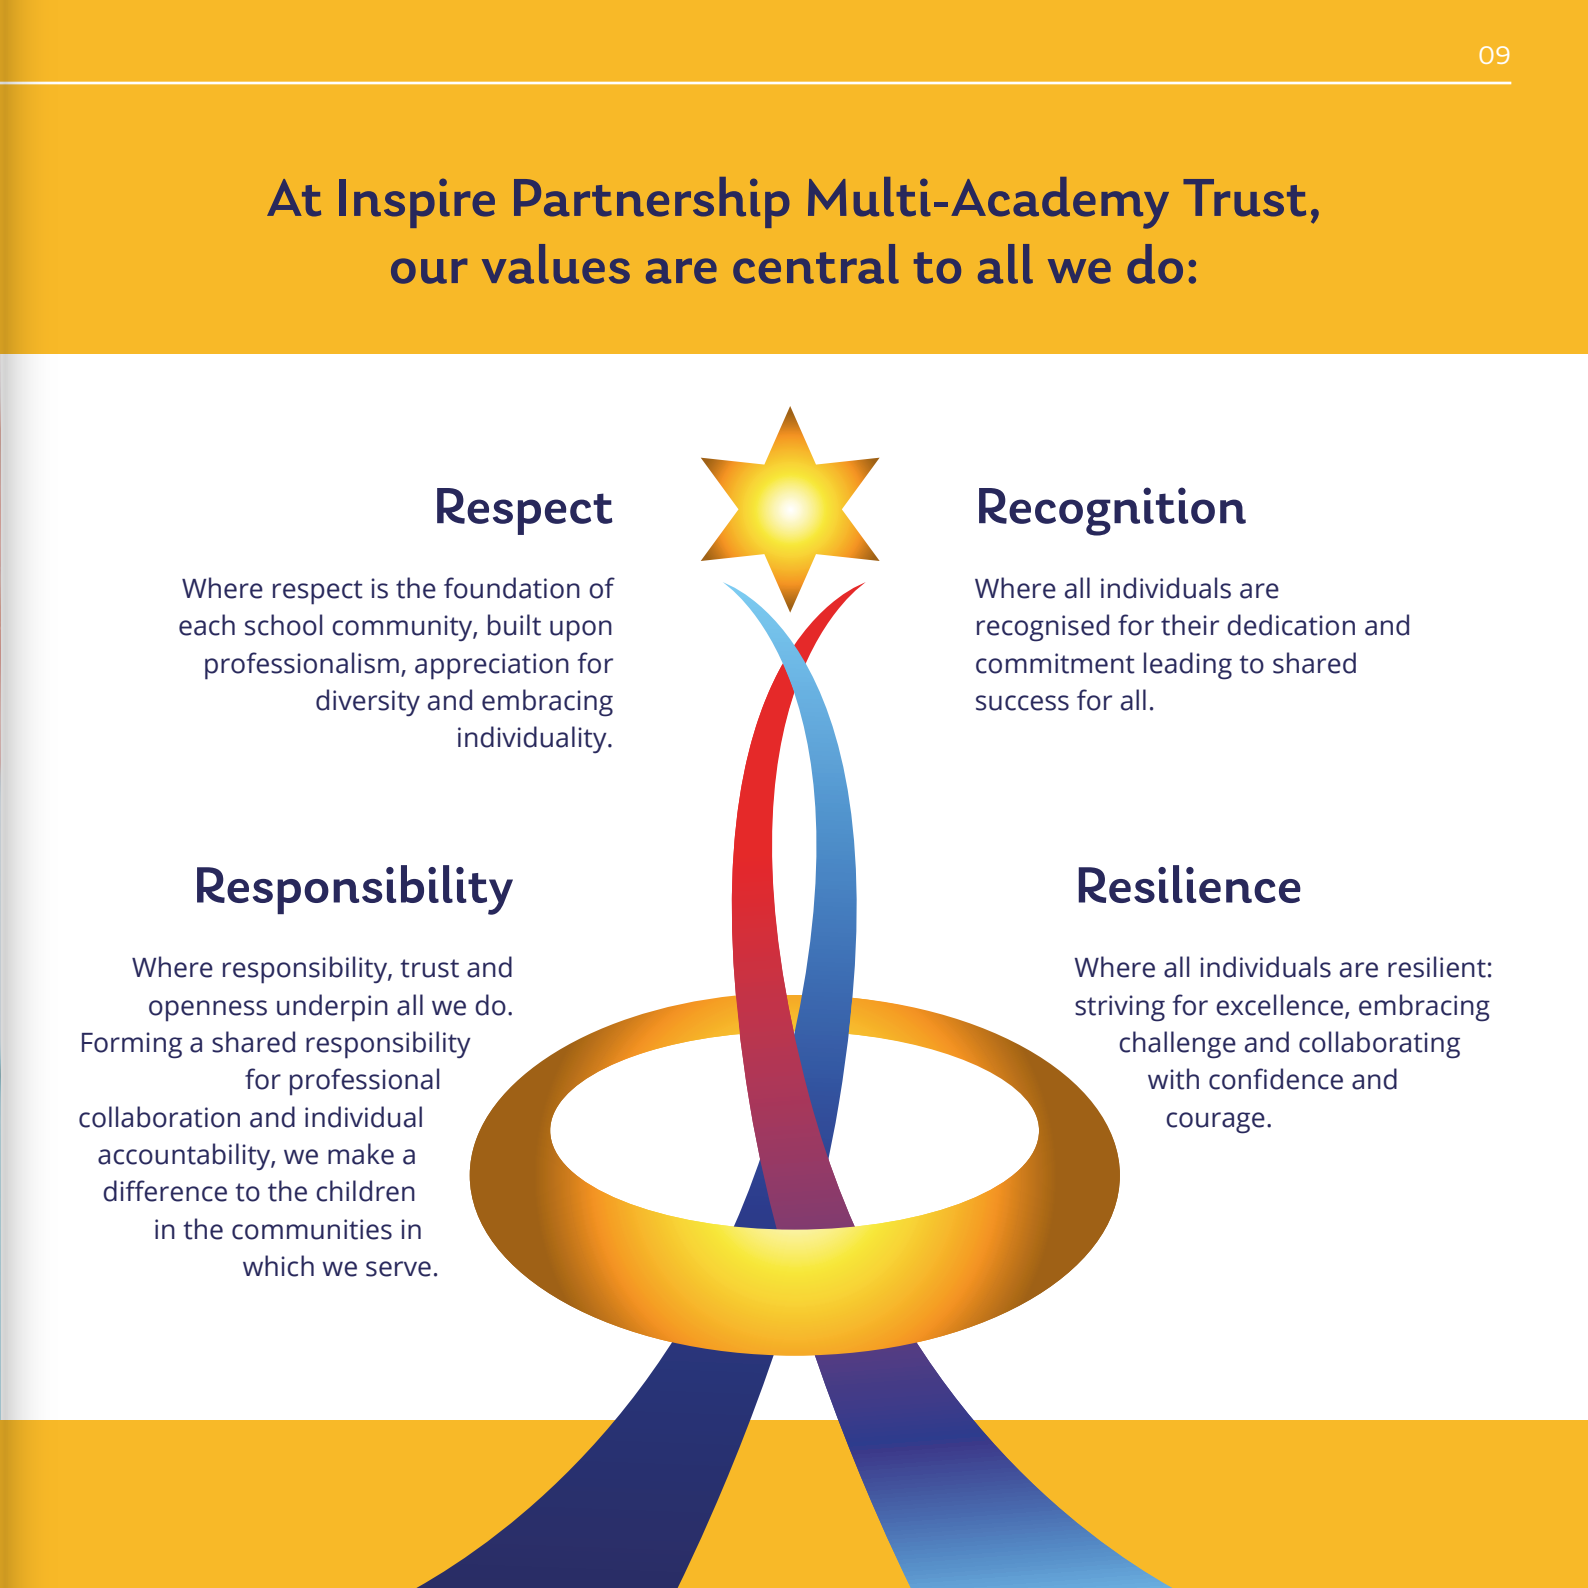 09
At Inspire Partnership Multi-Academy Trust,
our values are central to all we do:
Respect
Where respect is the foundation of
each school community, built upon
professionalism, appreciation for
diversity and embracing
individuality.
Recognition
Where all individuals are
recognised for their dedication and
commitment leading to shared
success for all.
Responsibility
Where responsibility, trust and
openness underpin all we do.
Forming a shared responsibility
for professional
collaboration and individual
accountability, we make a
difference to the children
in the communities in
which we serve.
Resilience
Where all individuals are resilient:
striving for excellence, embracing
challenge and collaborating
with confidence and
courage.